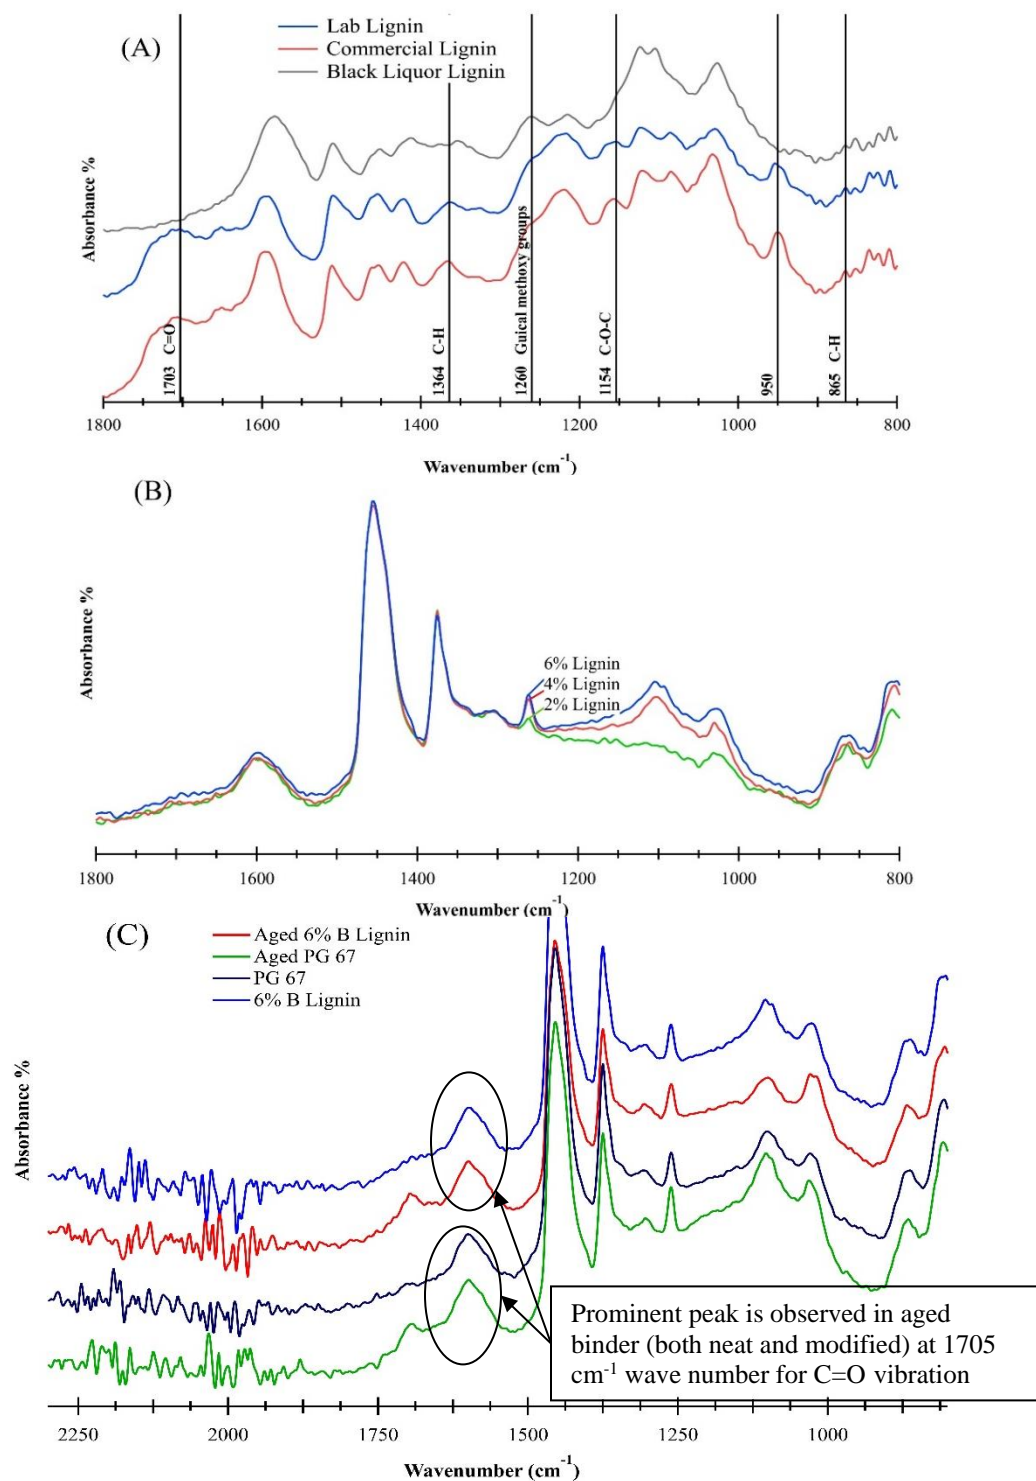 (A)
Lab Lignin
Commercial Lignin
Black Liquor Lignin
Absorbance %
1703 C=O
1364 C-H
1260 Guical methoxy groups
1154 C-O-C
950
865 C-H
1800 1600 1400 1200 1000 800
Wavenumber (cm-1)
(B)
Absorbance %
6% Lignin
4% Lignin
2% Lignin
1800 1600 1400 1200 1000 800
Wavenumber (cm-1)
(C)
Aged 6% B Lignin
Aged PG 67
PG 67
6% B Lignin
Absorbance %
Prominent peak is observed in aged
binder (both neat and modified) at 1705
cm-1 wave number for C=O vibration
2250 2000 1750 1500 1250 1000
Wavenumber (cm-1)